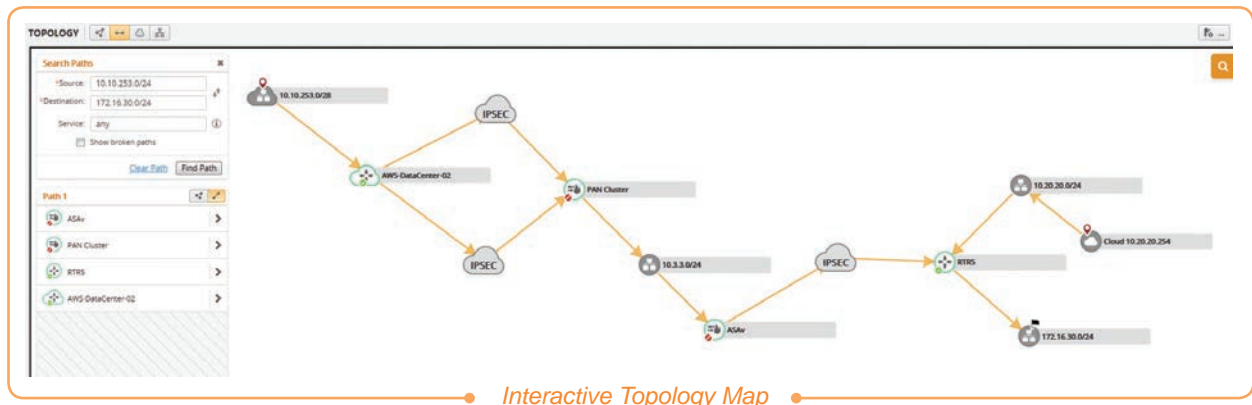 TOPOLOGY
Search Paths
*Source: 10.10.253.0/24
*Destination: 172.16.30.0/24
Service: any
Show broken paths
Clear Path Find Path
Path 1
ASAv
PAN Cluster
RTRS
AWS-DataCenter-02
10.10.253.0/28
IPSEC
AWS-DataCenter-02
PAN Cluster
IPSEC
10.3.3.0/24
ASAv
IPSEC
RTRS
10.20.20.0/24
Cloud 10.20.20.254
172.16.30.0/24
Interactive Topology Map